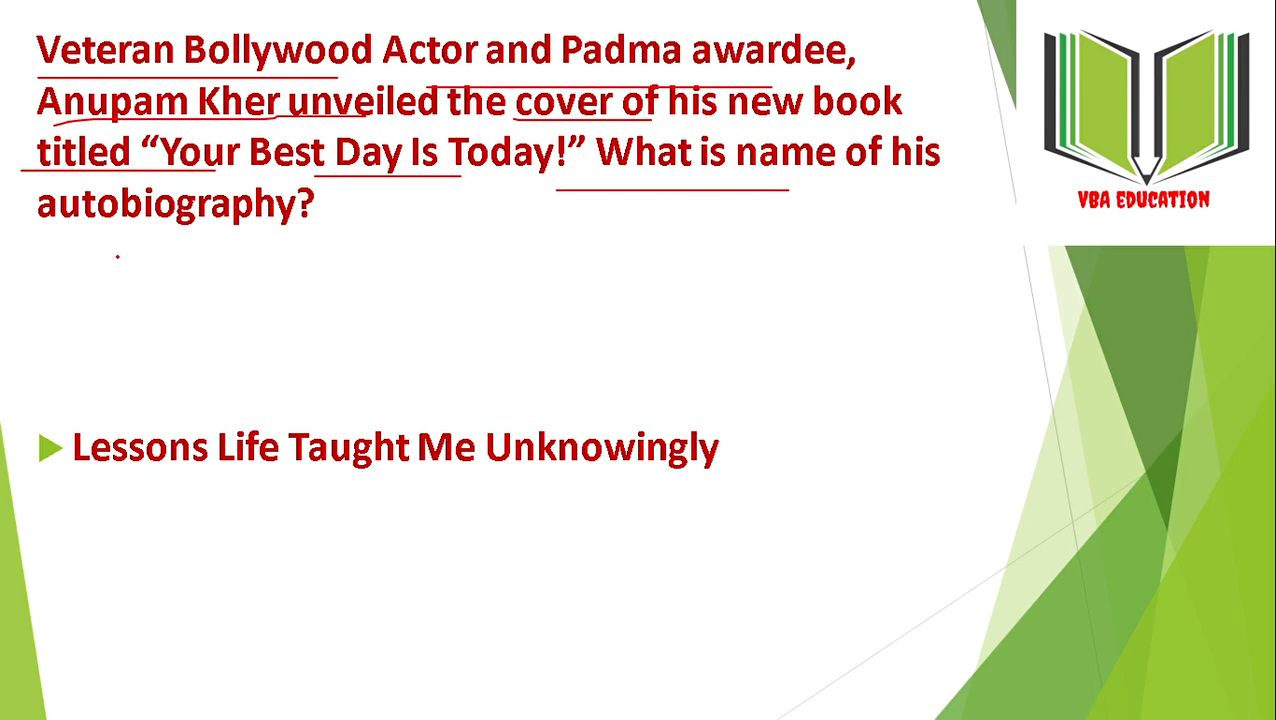 Veteran Bollywood Actor and Padma awardee,
Anupam Kher unveiled the cover of his new book
titled “Your Best Day Is Today!” What is name of his
autobiography?
VBA EDUCATION
Lessons Life Taught Me Unknowingly